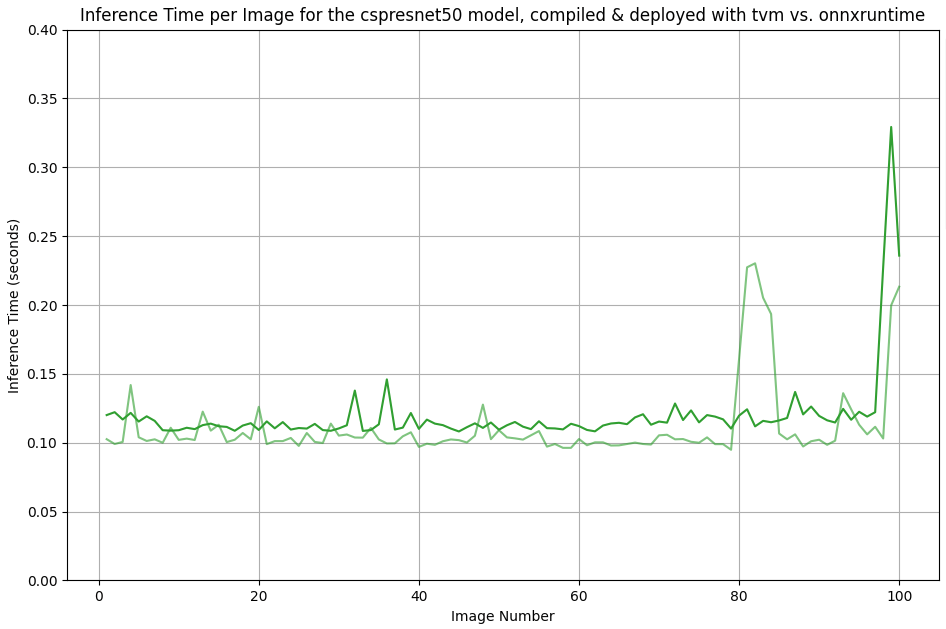 Inference Time per Image for the cspresnet50 model, compiled & deployed with tvm vs. onnxruntime
0.40
0.35
0.30
0.25
0.20
0.15
0.10
0.05
0.00
Inference Time (seconds)
0 20 40 60 80 100
Image Number